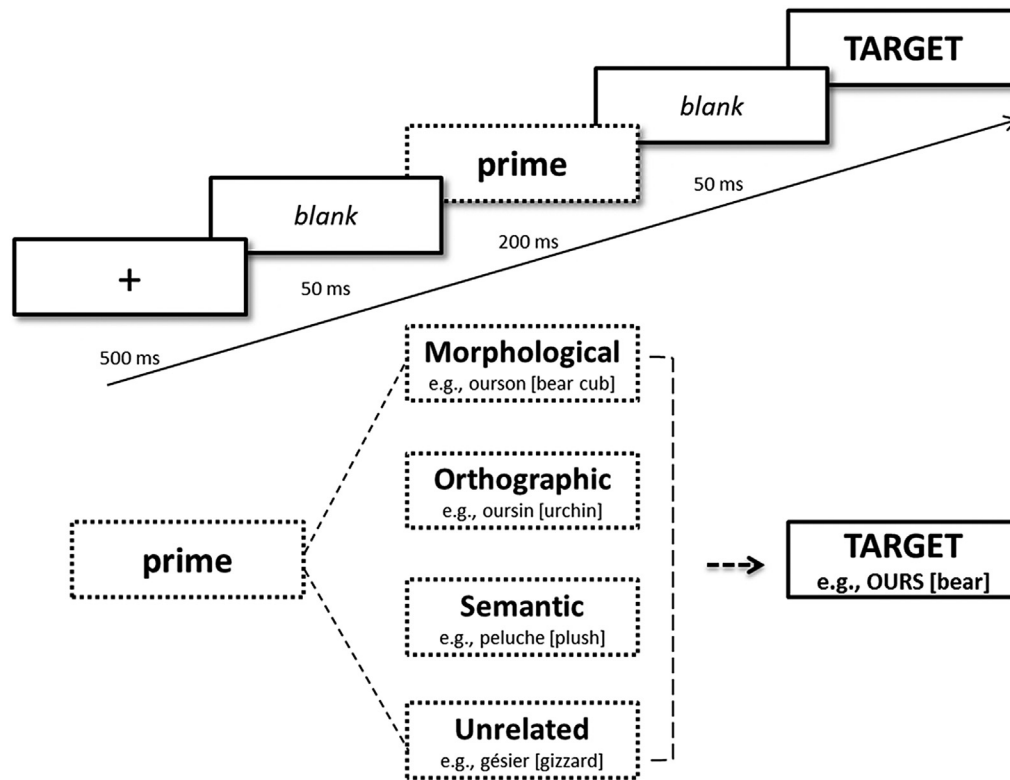 TARGET
blank
prime
50 ms
blank
200 ms
+
50 ms
500 ms
Morphological
e.g., ourson [bear cub]
Orthographic
e.g., oursin [urchin]
prime
TARGET
e.g., OURS [bear]
Semantic
e.g., peluche [plush]
Unrelated
e.g., gésier [gizzard]